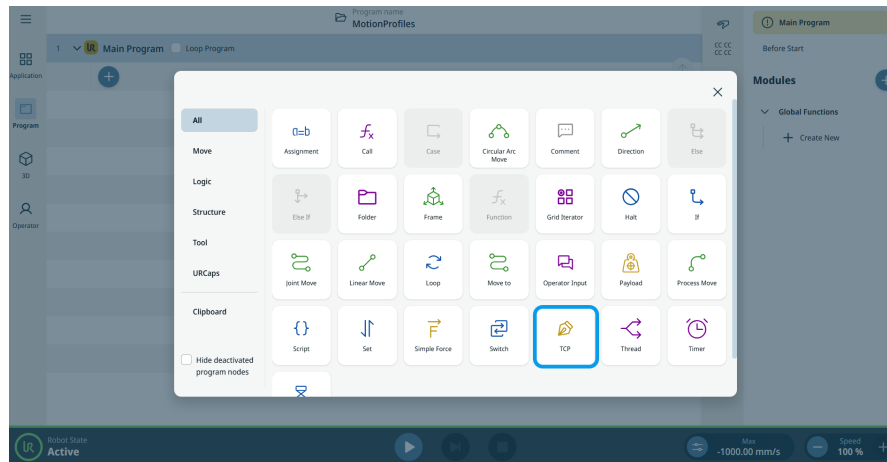 Program name
MotionProfiles
Main Program
1
Main Program
Loop Program
CC CC
CC CC
Before Start
Application
Modules
All
Global Functions
Program
Create New
a=b
Assignment
Call
Case
Circular Arc
Move
Comment
Direction
Else
Move
Logic
3D
Structure
Else If
Folder
Frame
Function
Grid Iterator
Halt
If
Operator
Tool
URCaps
Joint Move
Linear Move
Loop
Move to
Operator Input
Payload
Process Move
Clipboard
Script
Set
F
Simple Force
Switch
TCP
Thread
Timer
Hide deactivated
program nodes
Robot State
Active
Max
-1000.00 mm/s
Speed
100 %